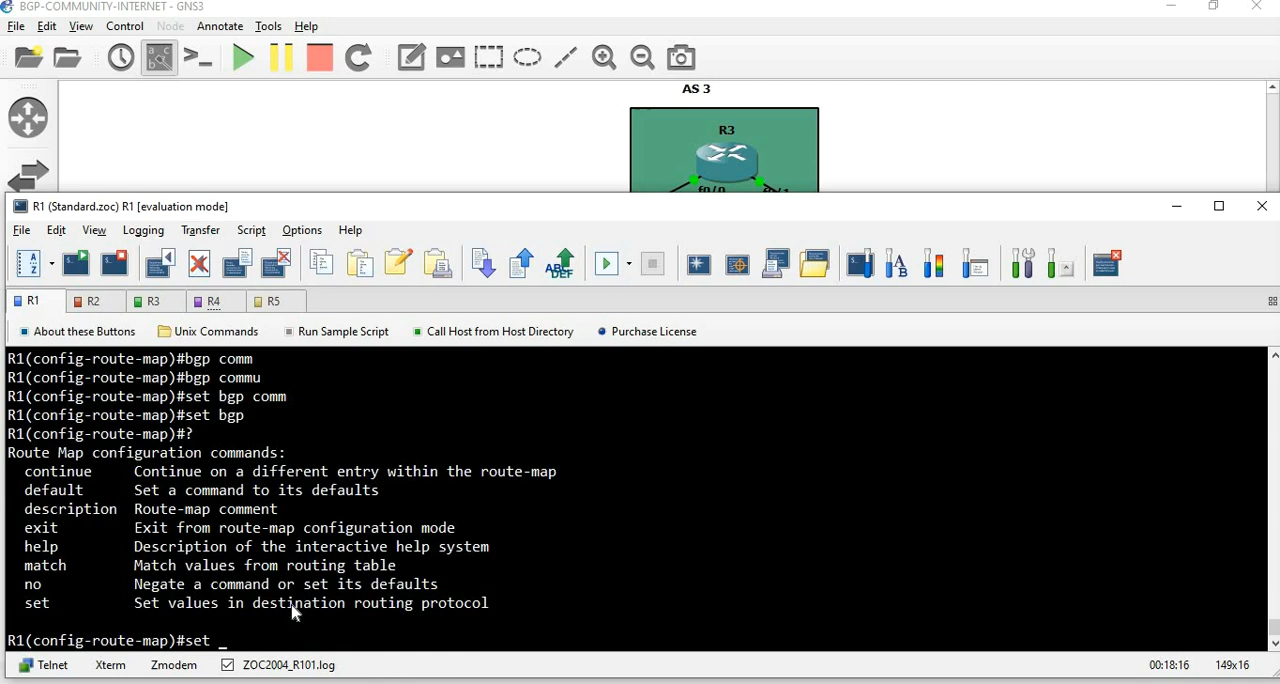 BGP-COMMUNITY-INTERNET - GNS3
File Edit View Control Node Annotate Tools Help
AS 3
R3
f0/0 f0/1
R1 (Standard.zoc) R1 [evaluation mode]
File Edit View Logging Transfer Script Options Help
R1 R2 R3 R4 R5
About these Buttons Unix Commands Run Sample Script Call Host from Host Directory Purchase License
R1(config-route-map)#bgp comm
R1(config-route-map)#bgp commu
R1(config-route-map)#set bgp comm
R1(config-route-map)#set bgp
R1(config-route-map)#?
Route Map configuration commands:
continue Continue on a different entry within the route-map
default Set a command to its defaults
description Route-map comment
exit Exit from route-map configuration mode
help Description of the interactive help system
match Match values from routing table
no Negate a command or set its defaults
set Set values in destination routing protocol
R1(config-route-map)#set _
Telnet Xterm Zmodem ZOC2004_R101.log 00:18:16 149x16